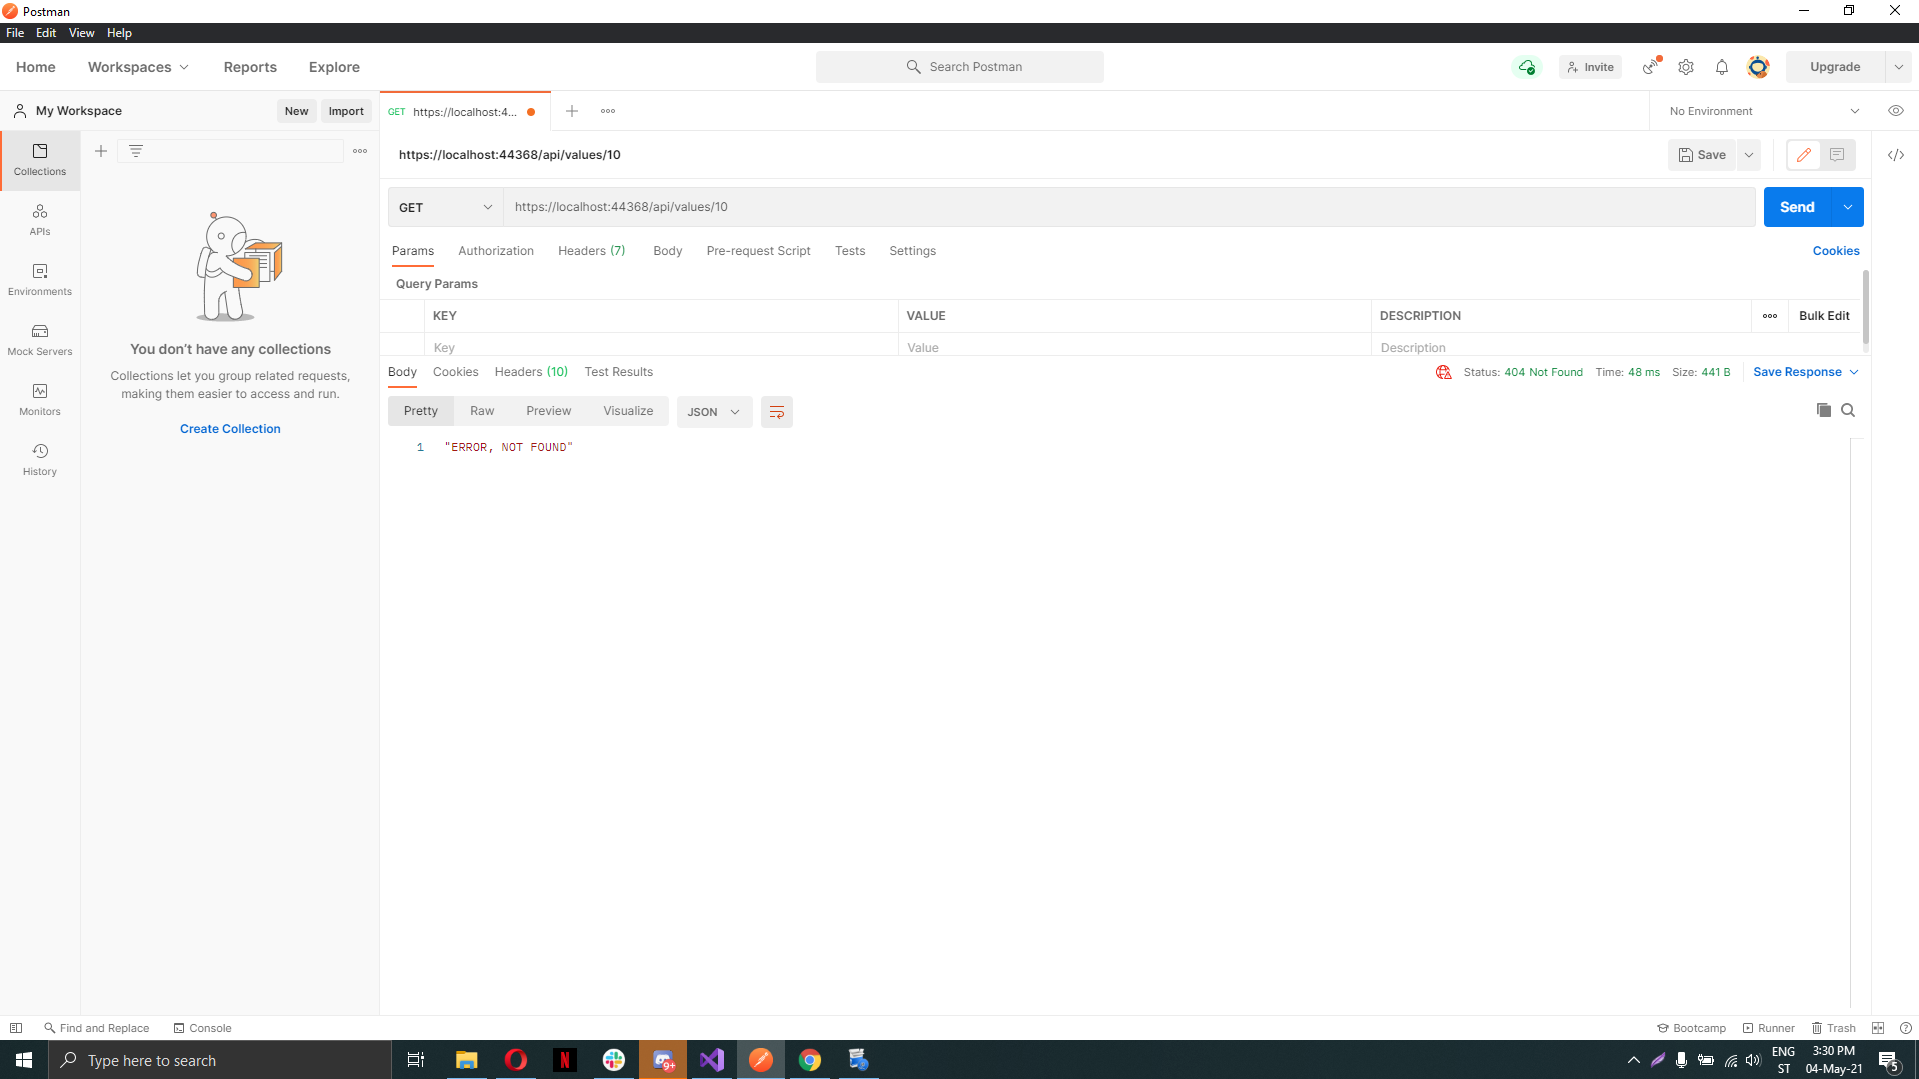 Postman
File Edit View Help
Home Workspaces Reports Explore Search Postman Invite Upgrade
My Workspace New Import GET https://localhost:4... No Environment
https://localhost:44368/api/values/10 Save
Collections
GET https://localhost:44368/api/values/10 Send
APIs
Params Authorization Headers (7) Body Pre-request Script Tests Settings Cookies
Query Params
Environments
KEY VALUE DESCRIPTION Bulk Edit
Key Value Description
Mock Servers
You don't have any collections
Collections let you group related requests,
making them easier to access and run.
Create Collection
Body Cookies Headers (10) Test Results Status: 404 Not Found Time: 48 ms Size: 441 B Save Response
Monitors
Pretty Raw Preview Visualize JSON
1 "ERROR, NOT FOUND"
History
Find and Replace Console Bootcamp Runner Trash
Type here to search
N
9+
ENG
ST
3:30 PM
04-May-21
5